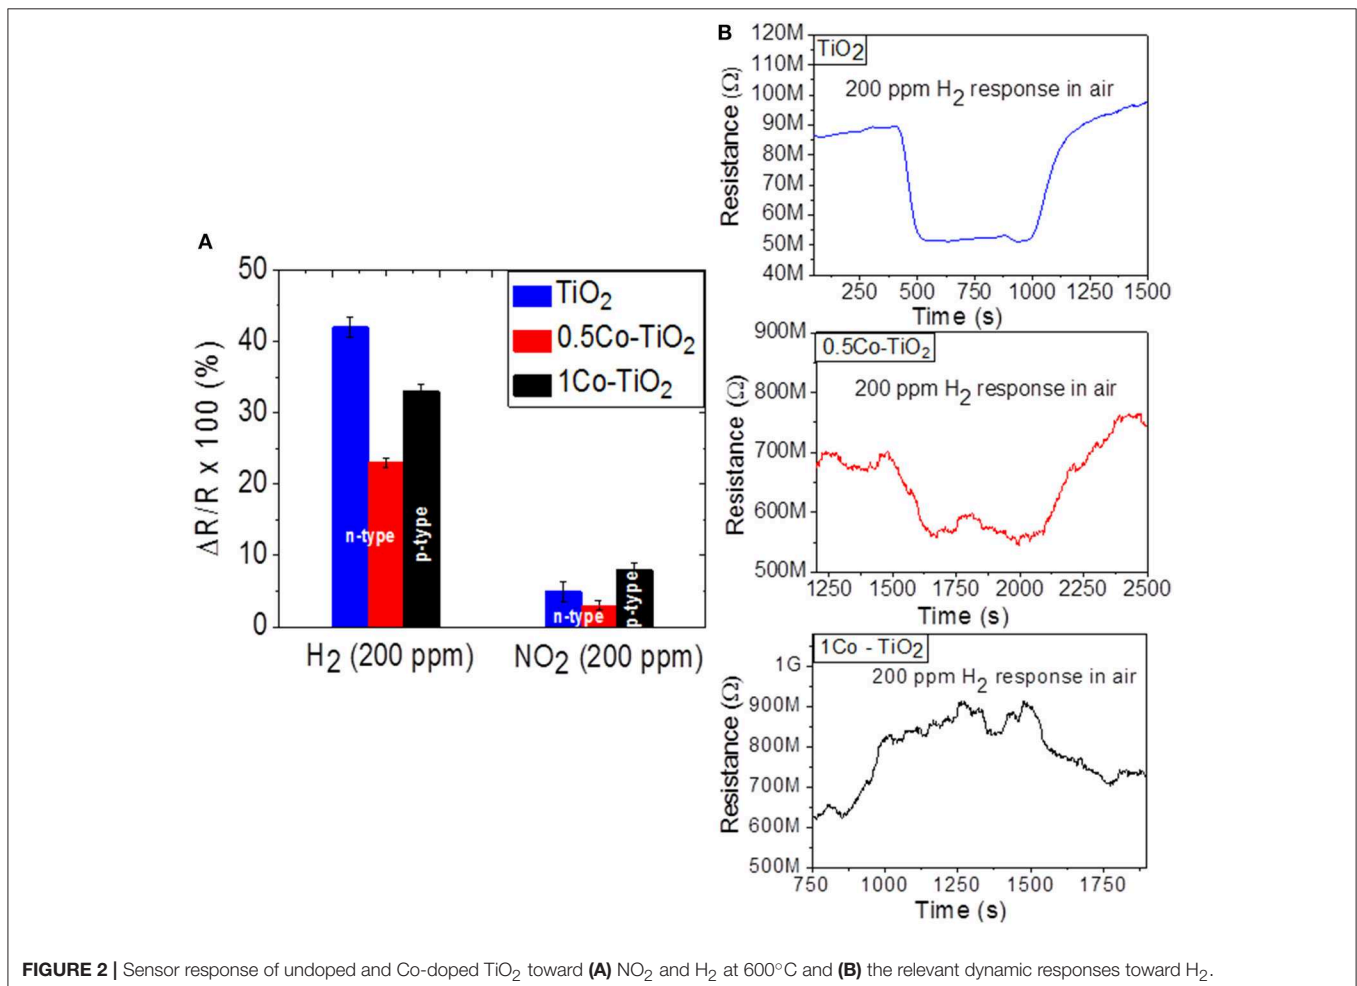 A
50
40
30
20
10
0
ΔR/R x 100 (%)
TiO2
0.5Co-TiO2
1Co-TiO2
n-type
p-type
n-type
p-type
H2 (200 ppm)
NO2 (200 ppm)
B
120M
110M
100M
90M
80M
70M
60M
50M
40M
Resistance (Ω)
TiO2
200 ppm H2 response in air
250 500 750 1000 1250 1500
Time (s)
900M
800M
700M
600M
500M
Resistance (Ω)
0.5Co-TiO2
200 ppm H2 response in air
1250 1500 1750 2000 2250 2500
Time (s)
1G
900M
800M
700M
600M
500M
Resistance (Ω)
1Co - TiO2
200 ppm H2 response in air
750 1000 1250 1500 1750
Time (s)
FIGURE 2 | Sensor response of undoped and Co-doped TiO2 toward (A) NO2 and H2 at 600°C and (B) the relevant dynamic responses toward H2.